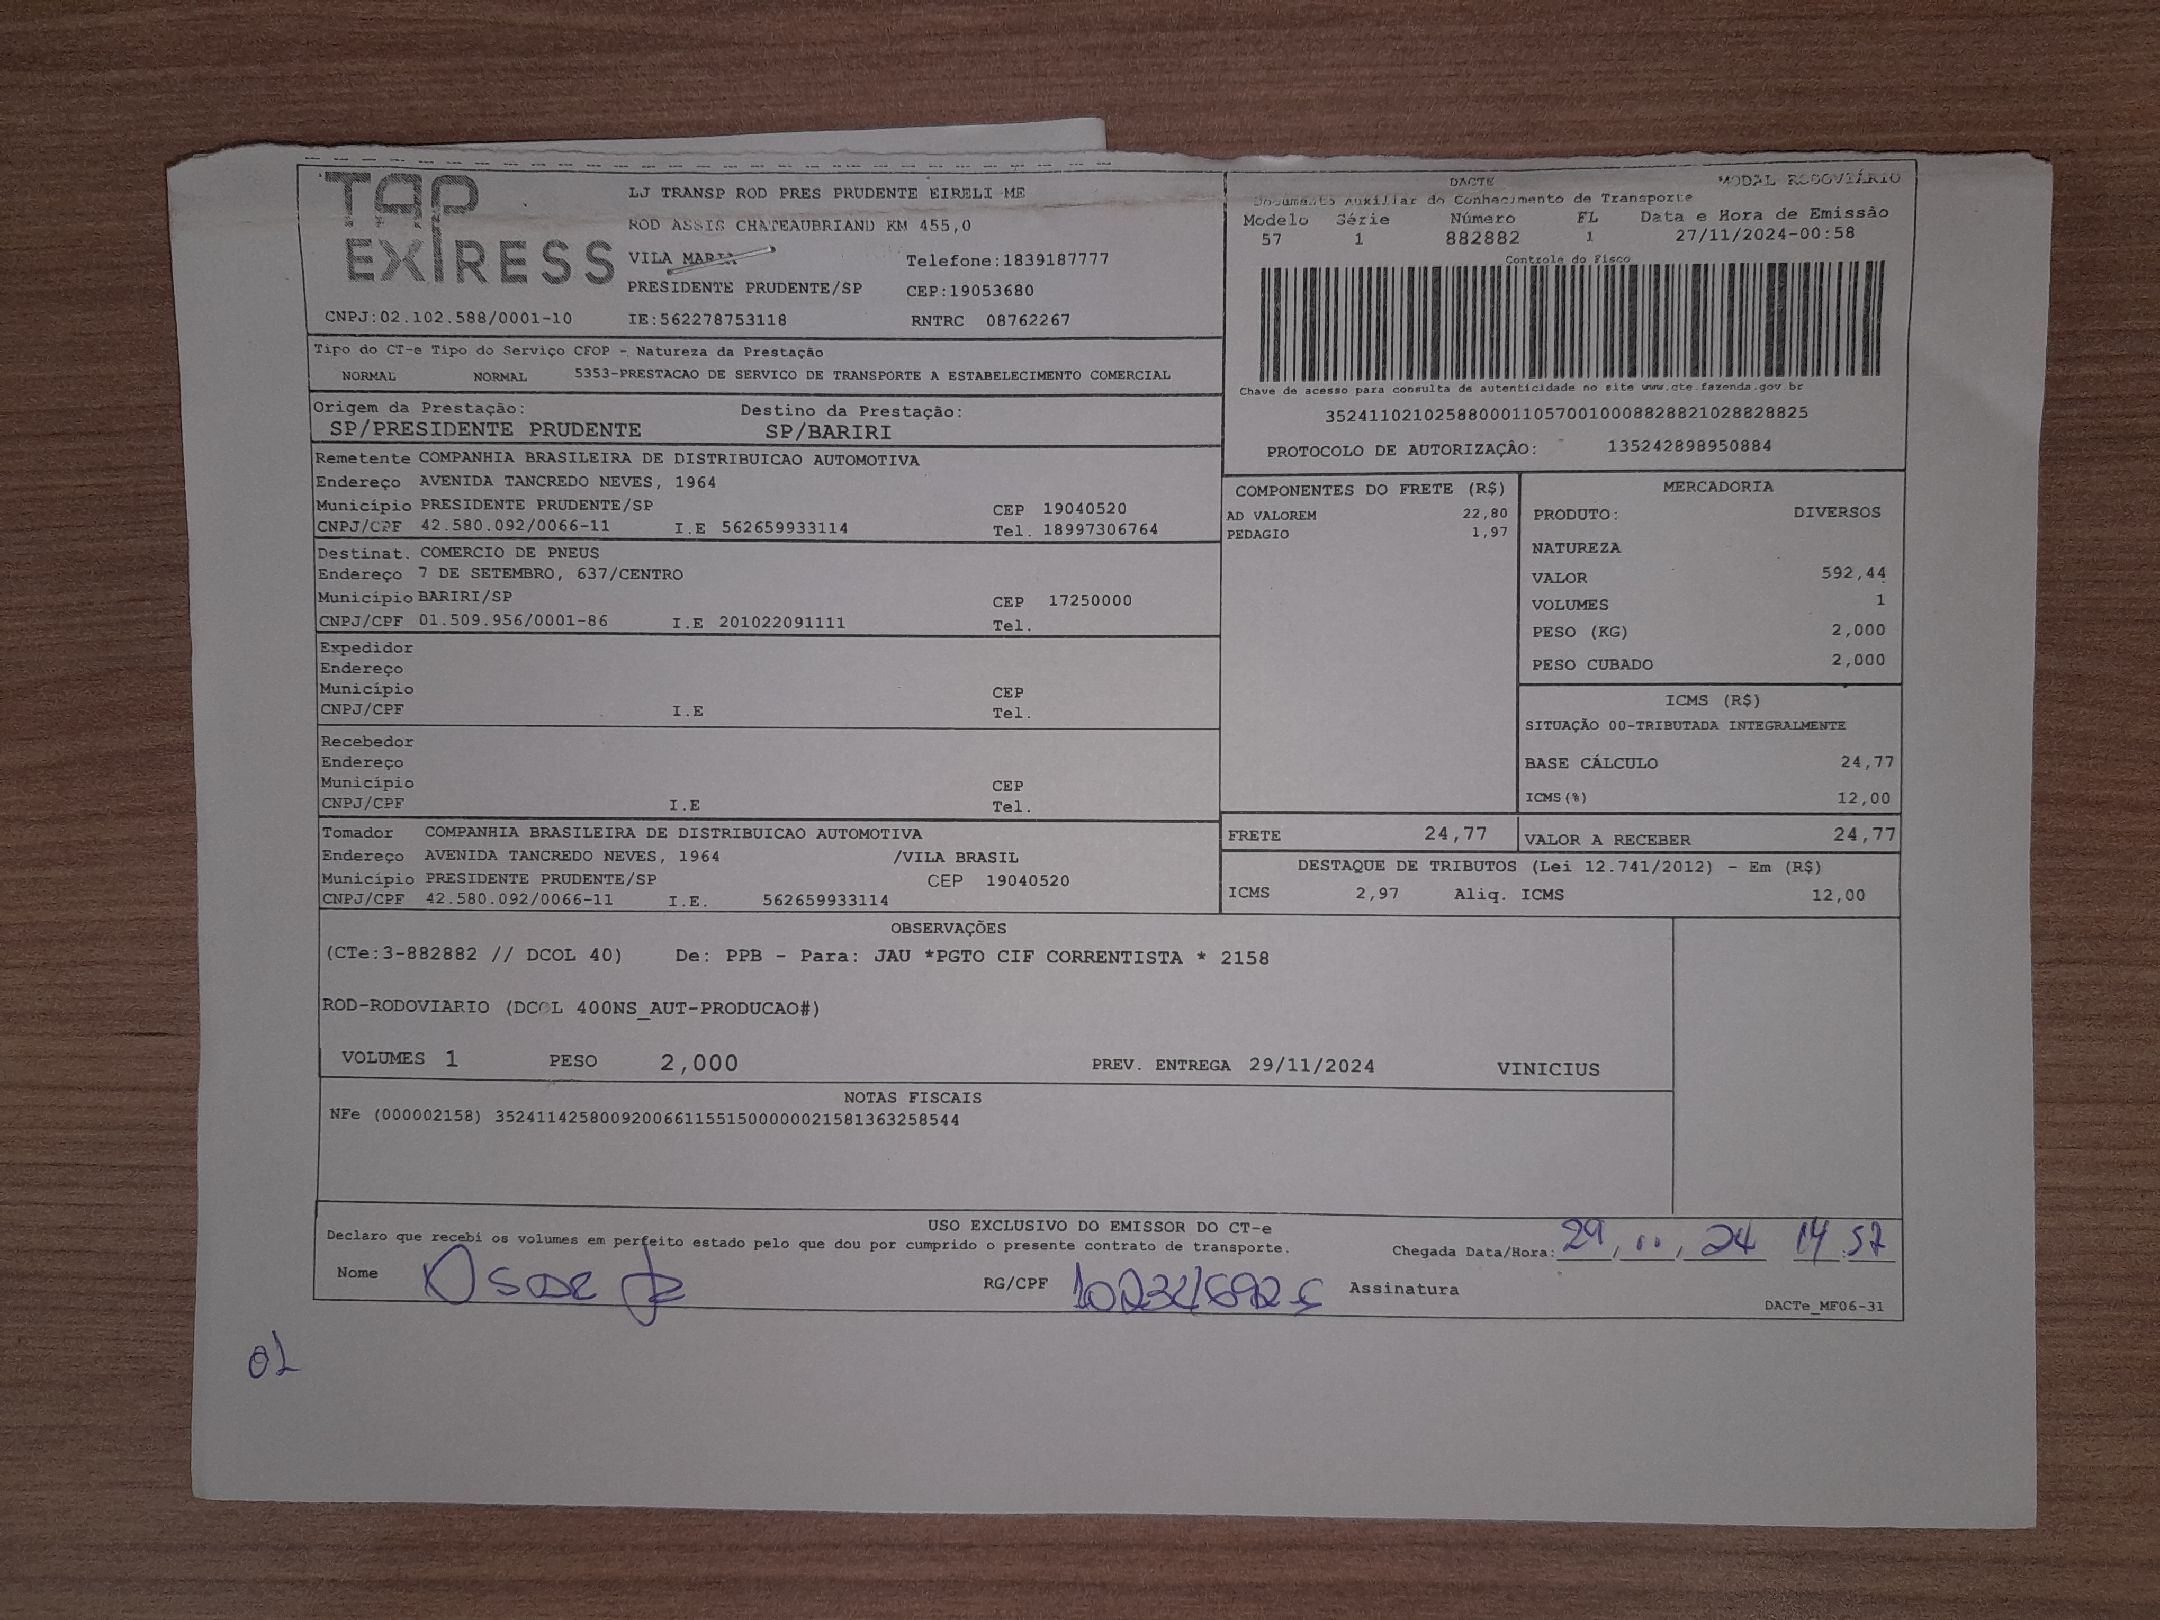 TAP
EXPRESS
LJ TRANSP ROD PRES PRUDENTE EIRELI ME
ROD ASSIS CHATEAUBRIAND KM 455,0
VILA MARIA Telefone:1839187777
PRESIDENTE PRUDENTE/SP CEP:19053680
CNPJ:02.102.588/0001-10 IE:562278753118 RNTRC 08762267
DACTE MODAL RODOVIÁRIO
Documento Auxiliar do Conhecimento de Transporte
Modelo Série Número FL Data e Hora de Emissão
57 1 882882 1 27/11/2024-00:58
Controle do Fisco
Chave de acesso para consulta de autenticidade no site www.cte.fazenda.gov.br
35241102102588000110570010008828821028828825
PROTOCOLO DE AUTORIZAÇÃO: 135242898950884
Tipo do CT-e Tipo do Serviço CFOP - Natureza da Prestação
NORMAL NORMAL 5353-PRESTACAO DE SERVICO DE TRANSPORTE A ESTABELECIMENTO COMERCIAL
Origem da Prestação: Destino da Prestação:
SP/PRESIDENTE PRUDENTE SP/BARIRI
Remetente COMPANHIA BRASILEIRA DE DISTRIBUICAO AUTOMOTIVA
Endereço AVENIDA TANCREDO NEVES, 1964
Município PRESIDENTE PRUDENTE/SP CEP 19040520
CNPJ/CPF 42.580.092/0066-11 I.E 562659933114 Tel. 18997306764
Destinat. COMERCIO DE PNEUS
Endereço 7 DE SETEMBRO, 637/CENTRO
Município BARIRI/SP CEP 17250000
CNPJ/CPF 01.509.956/0001-86 I.E 201022091111 Tel.
Expedidor
Endereço
Município CEP
CNPJ/CPF I.E Tel.
Recebedor
Endereço
Município CEP
CNPJ/CPF I.E Tel.
Tomador COMPANHIA BRASILEIRA DE DISTRIBUICAO AUTOMOTIVA
Endereço AVENIDA TANCREDO NEVES, 1964 /VILA BRASIL
Município PRESIDENTE PRUDENTE/SP CEP 19040520
CNPJ/CPF 42.580.092/0066-11 I.E. 562659933114
COMPONENTES DO FRETE (R$)
AD VALOREM 22,80
PEDAGIO 1,97
MERCADORIA
PRODUTO: DIVERSOS
NATUREZA
VALOR 592,44
VOLUMES 1
PESO (KG) 2,000
PESO CUBADO 2,000
ICMS (R$)
SITUAÇÃO 00-TRIBUTADA INTEGRALMENTE
BASE CÁLCULO 24,77
ICMS(%) 12,00
FRETE 24,77 VALOR A RECEBER 24,77
DESTAQUE DE TRIBUTOS (Lei 12.741/2012) - Em (R$)
ICMS 2,97 Aliq. ICMS 12,00
OBSERVAÇÕES
(CTe:3-882882 // DCOL 40) De: PPB - Para: JAU *PGTO CIF CORRENTISTA * 2158
ROD-RODOVIARIO (DCOL 400NS_AUT-PRODUCAO#)
VOLUMES 1 PESO 2,000 PREV. ENTREGA 29/11/2024 VINICIUS
NOTAS FISCAIS
NFe (000002158) 35241142580092006611551500000021581363258544
USO EXCLUSIVO DO EMISSOR DO CT-e
Declaro que recebi os volumes em perfeito estado pelo que dou por cumprido o presente contrato de transporte. Chegada Data/Hora: 29, 11, 24 14:57
Nome RG/CPF Assinatura
DACTe_MF06-31